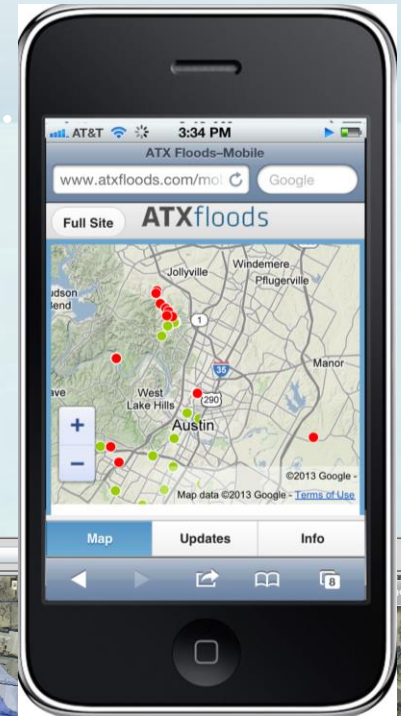 AT&T 3:34 PM
ATX Floods–Mobile
www.atxfloods.com/mo Google
Full Site ATXfloods
Windemere
Jollyville
Pflugerville
udson
Bend
1
35
Manor
ave
West
Lake Hills
290
+
Austin
−
©2013 Google -
Map data ©2013 Google - Terms of Use
Map Updates Info
8